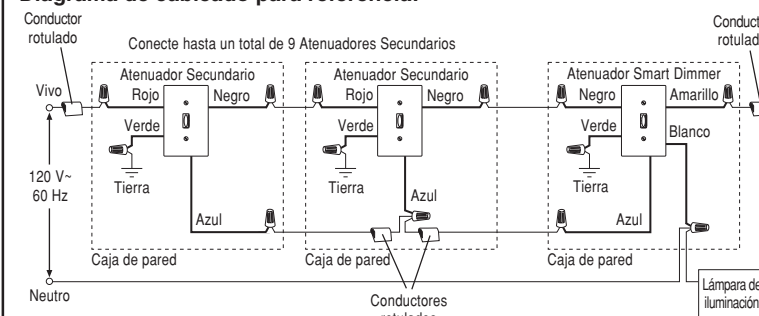 Diagrama de cableado para referencia:
Conductor
rotulado
Conecte hasta un total de 9 Atenuadores Secundarios
Vivo
Atenuador Secundario
Rojo
Negro
Verde
Tierra
Azul
Caja de pared
Atenuador Secundario
Rojo
Negro
Verde
Tierra
Azul
Caja de pared
Atenuador Smart Dimmer
Negro
Amarillo
Verde
Blanco
Tierra
Azul
Caja de pared
120 V~
60 Hz
Neutro
Conductores
Lámpara de
iluminación